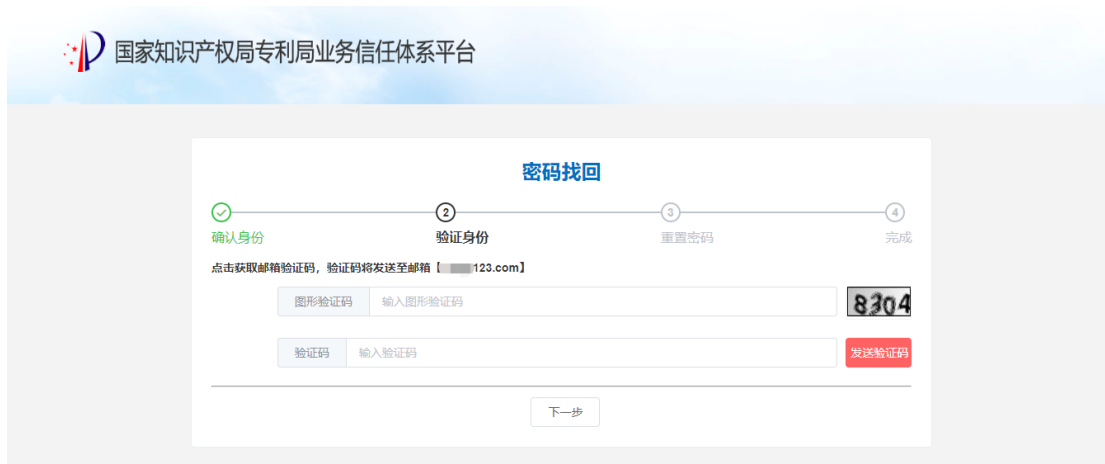 国家知识产权局专利局业务信任体系平台
密码找回
2 3 4
确认身份 验证身份 重置密码 完成
点击获取邮箱验证码，验证码将发送至邮箱【123.com】
图形验证码 输入图形验证码 8304
验证码 输入验证码 发送验证码
下一步